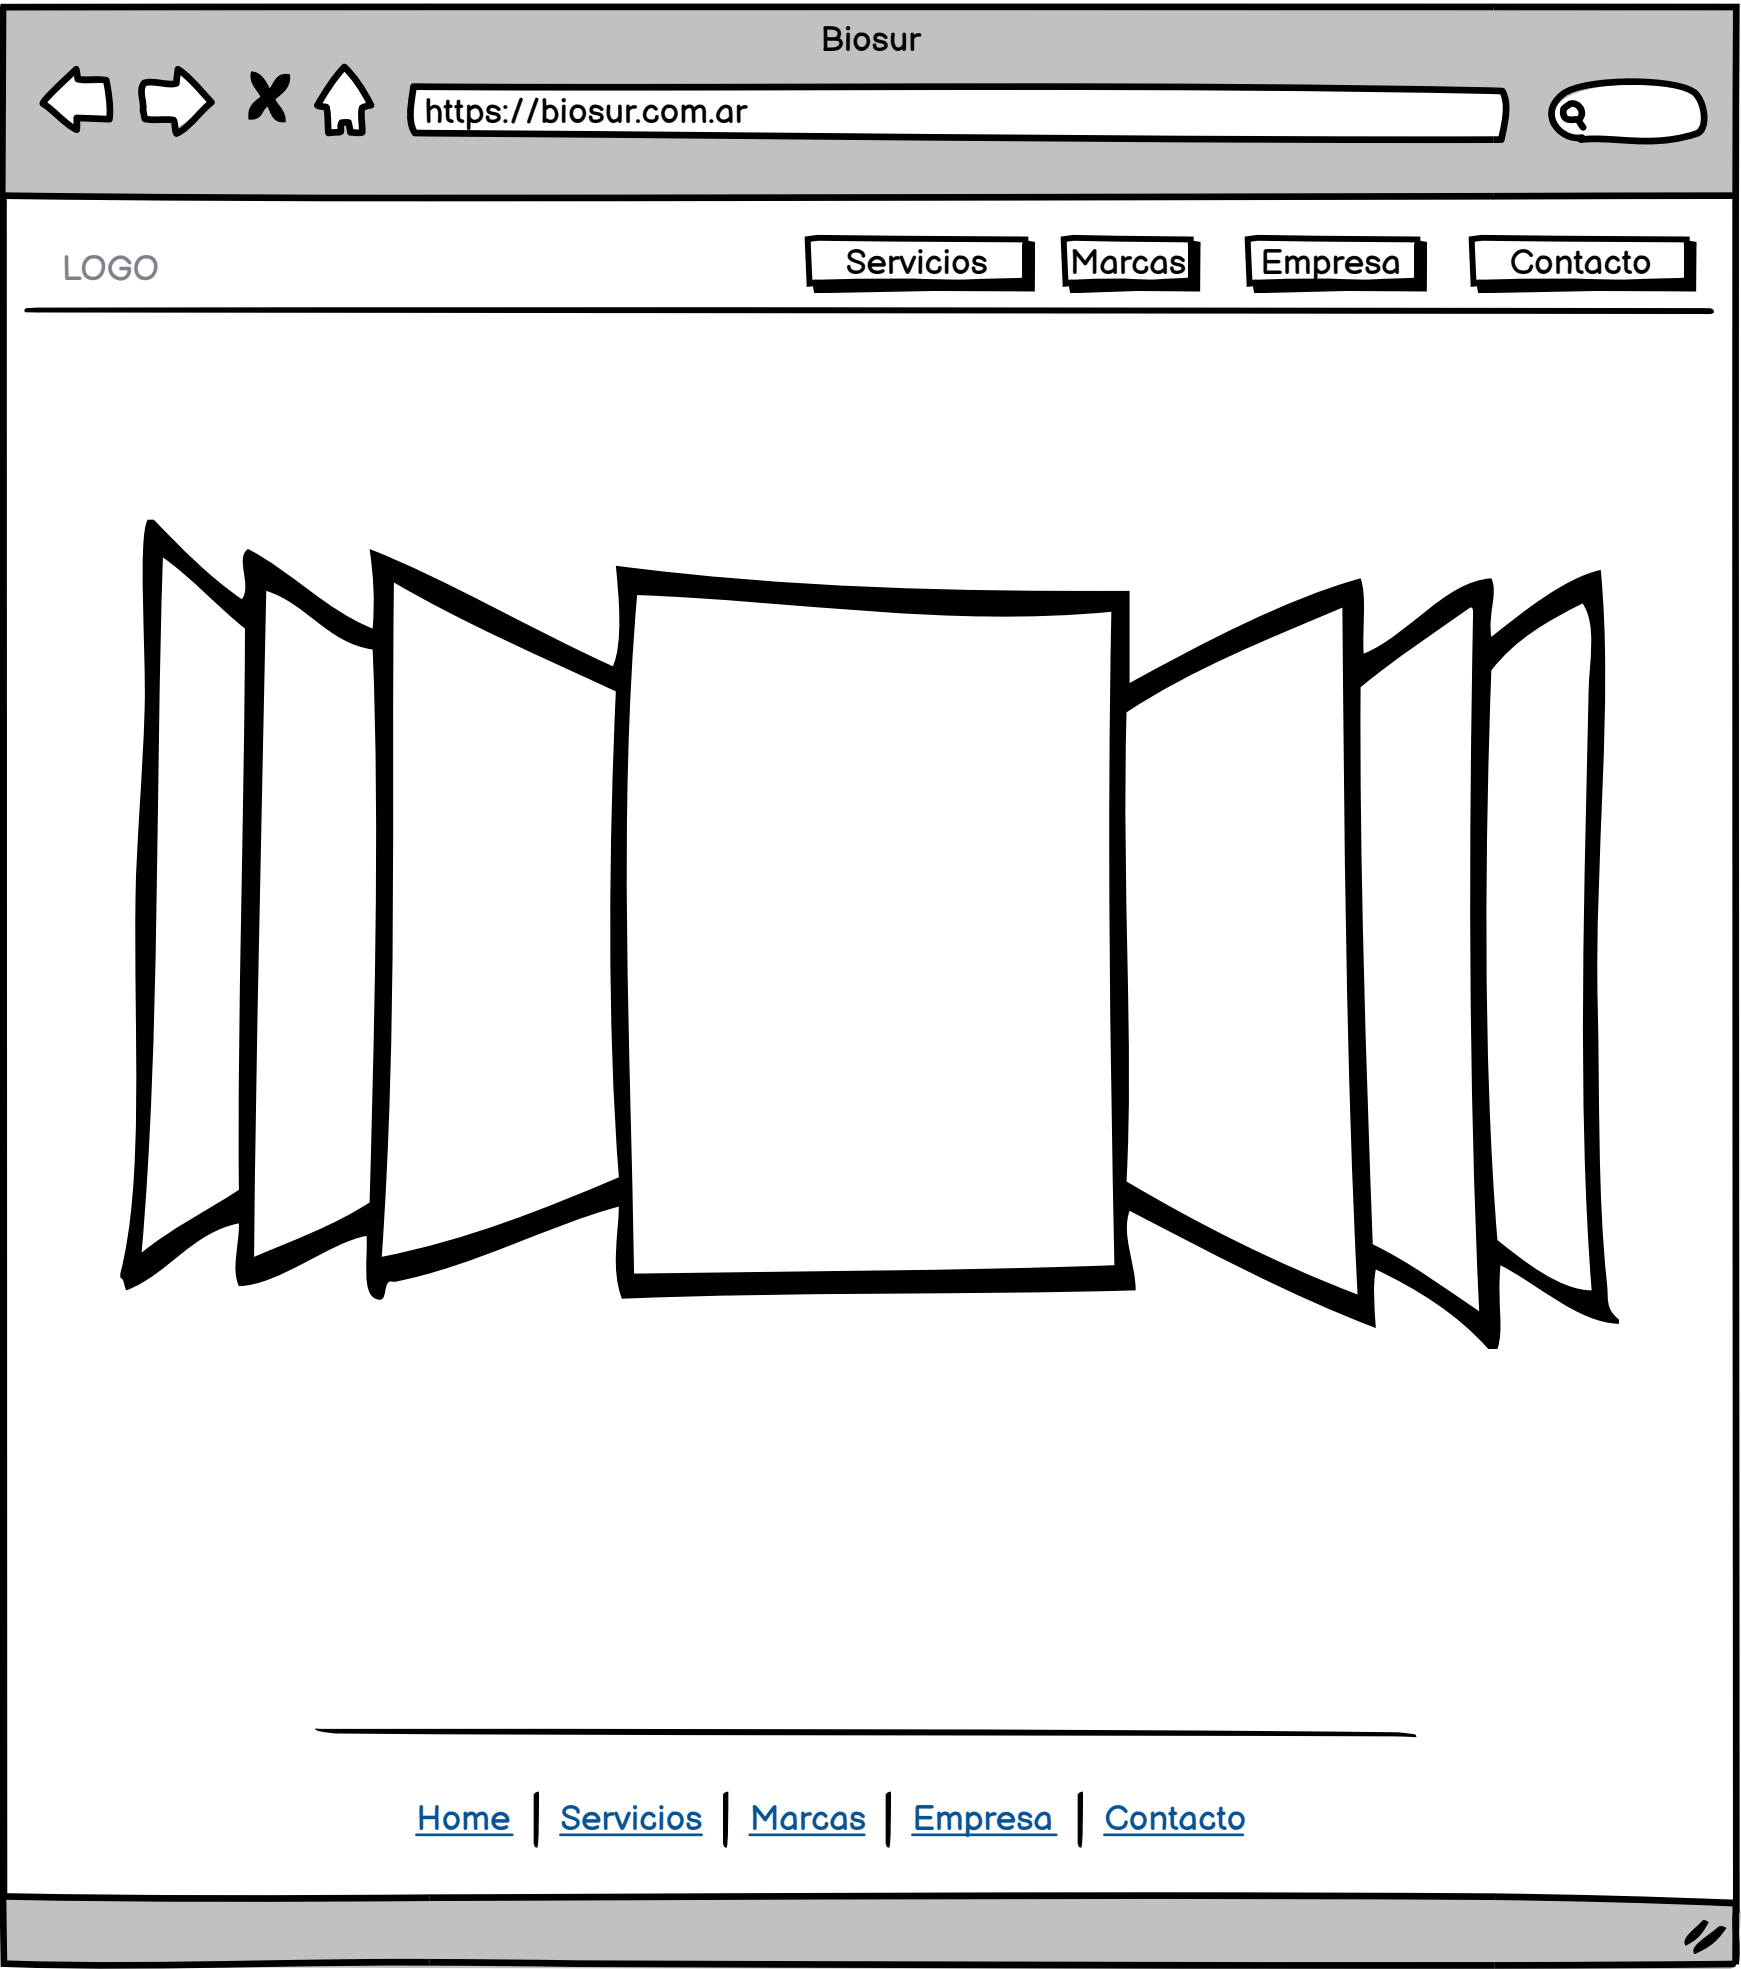 Biosur
https://biosur.com.ar
LOGO
Servicios
Marcas
Empresa
Contacto
Home | Servicios | Marcas | Empresa | Contacto